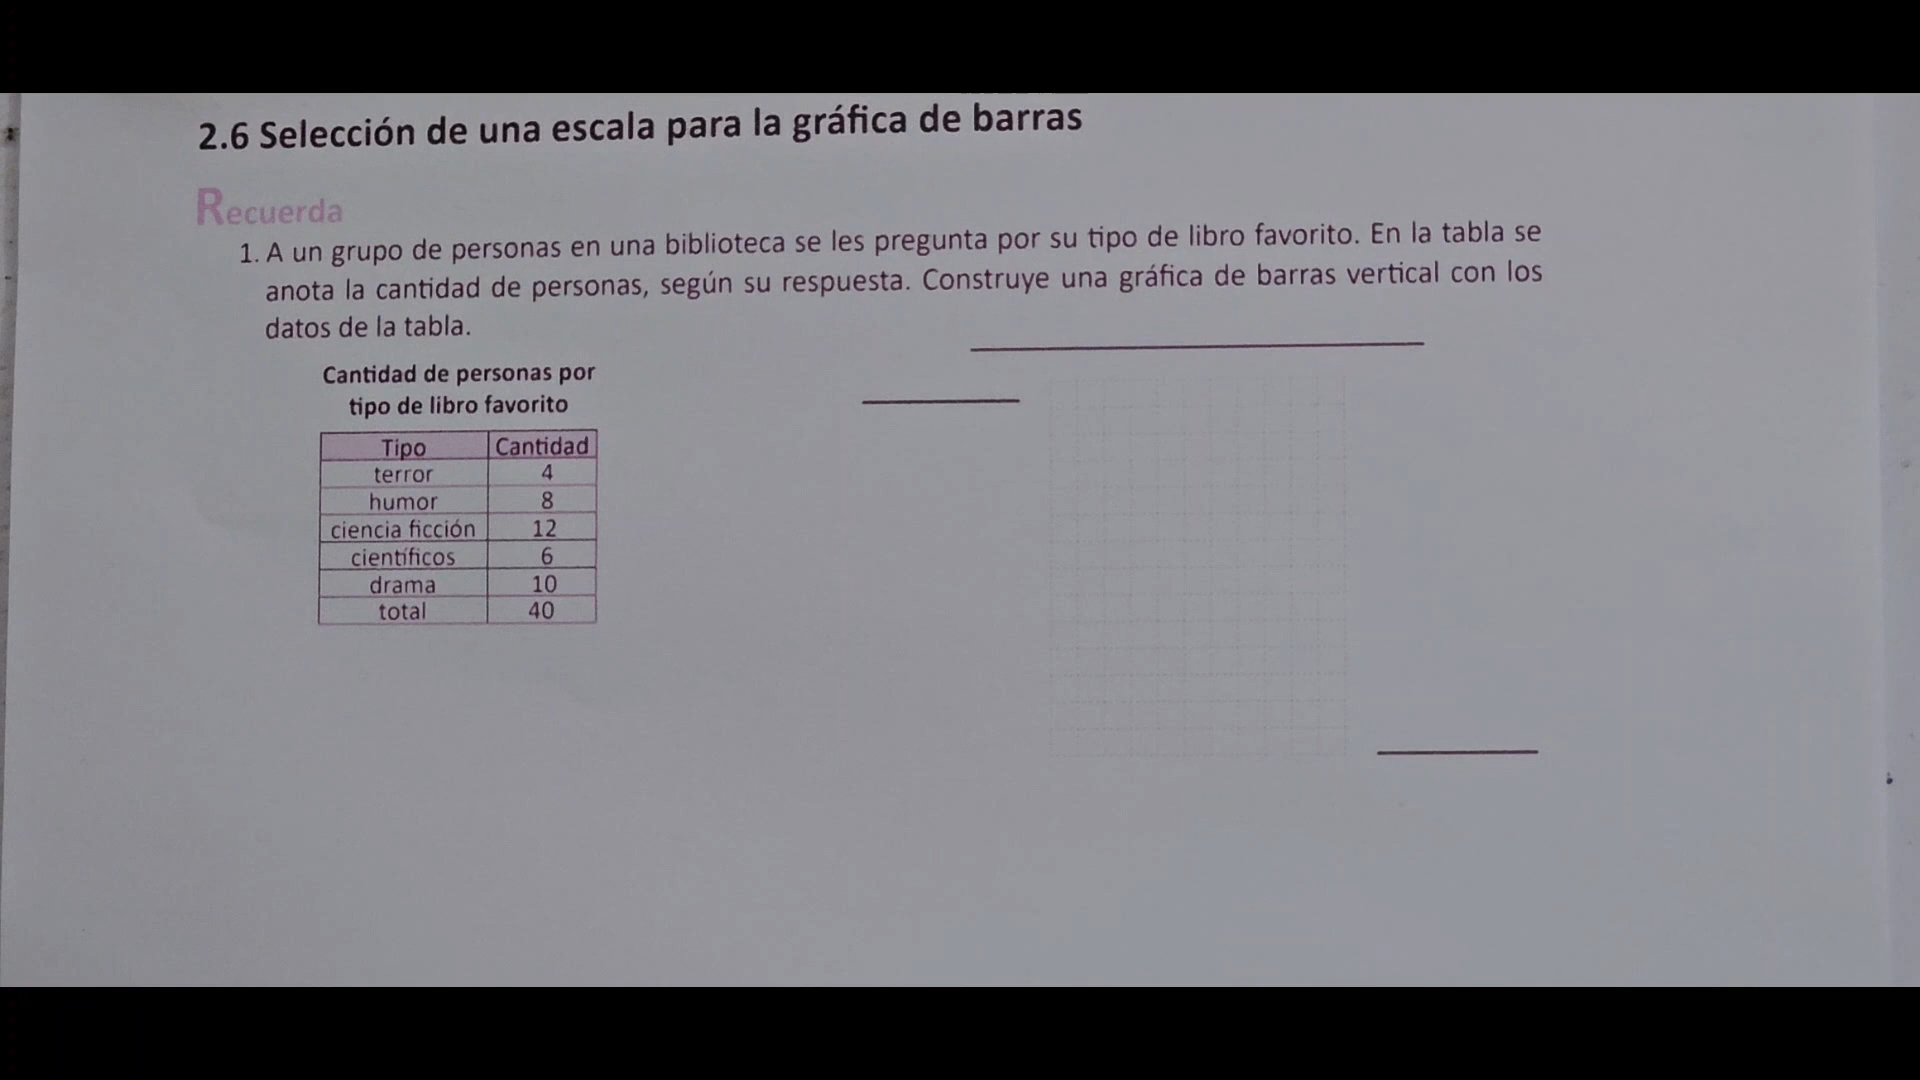 2.6 Selección de una escala para la gráfica de barras
Recuerda
1. A un grupo de personas en una biblioteca se les pregunta por su tipo de libro favorito. En la tabla se
anota la cantidad de personas, según su respuesta. Construye una gráfica de barras vertical con los
datos de la tabla.
Cantidad de personas por
tipo de libro favorito
Tipo Cantidad
terror 4
humor 8
ciencia ficción 12
científicos 6
drama 10
total 40